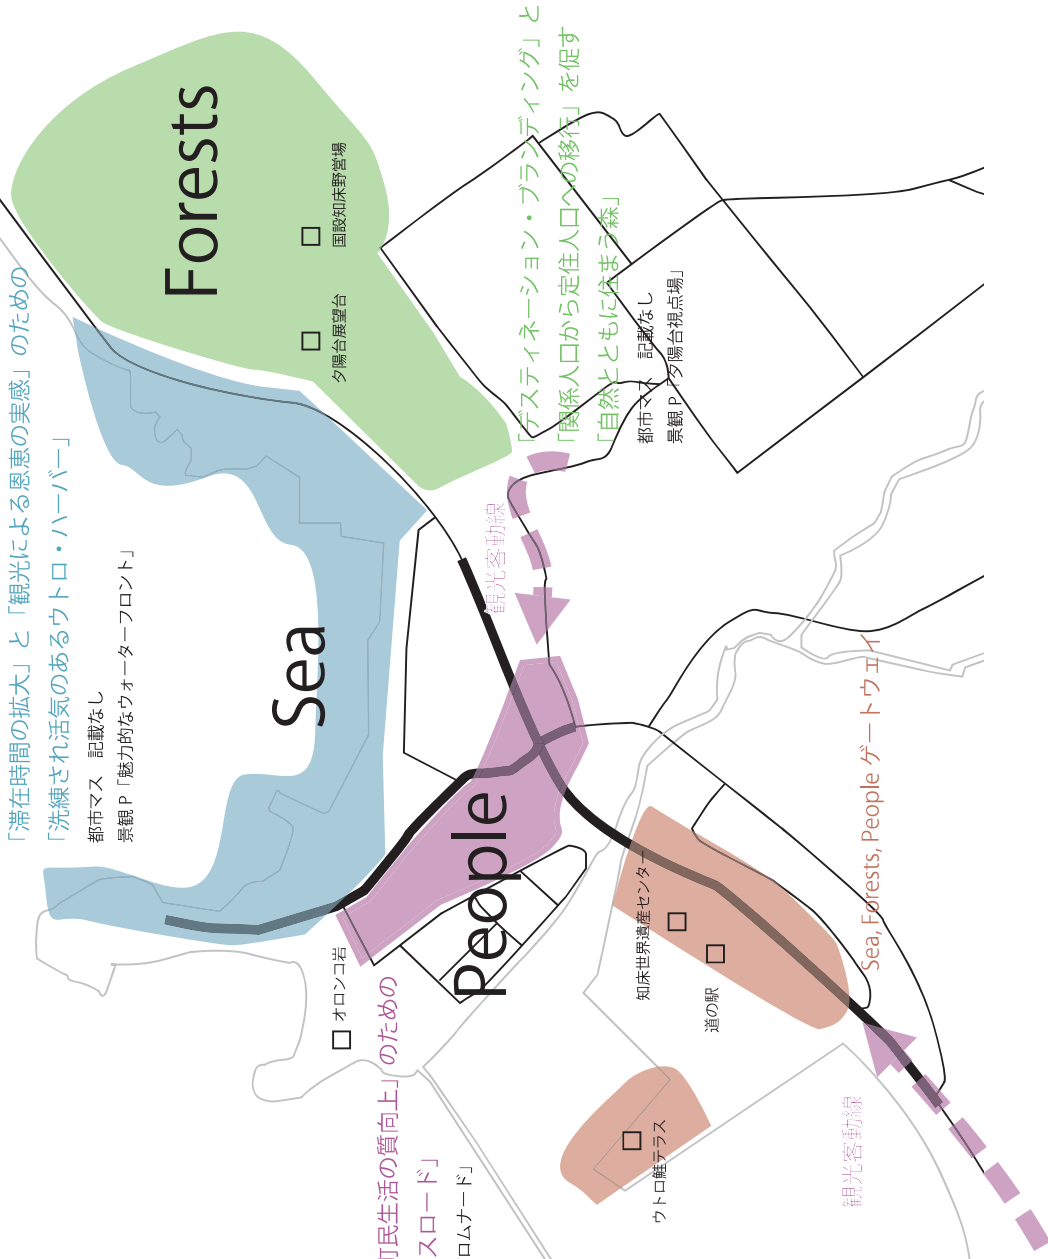 「滞在時間の拡大」と「観光による恩恵の実感」のための
「洗練され活気のあるウトロ・ハーバー」
都市マス　記載なし
景観 P「魅力的なウォーターフロント」
Forests
国設知床野営場
夕陽台展望台
Sea
「デスティネーション・ブランディング」と
「関係人口から定住人口への移行」を促す
「自然とともに住まう森」
都市マス　記載なし
景観 P「夕陽台視点場」
観光客動線
People
オロンコ岩
町民生活の質向上」のための
スロード」
ロムナード」
知床世界遺産センター
道の駅
ウトロ鮭テラス
Sea, Forests, People ゲートウェイ
観光客動線